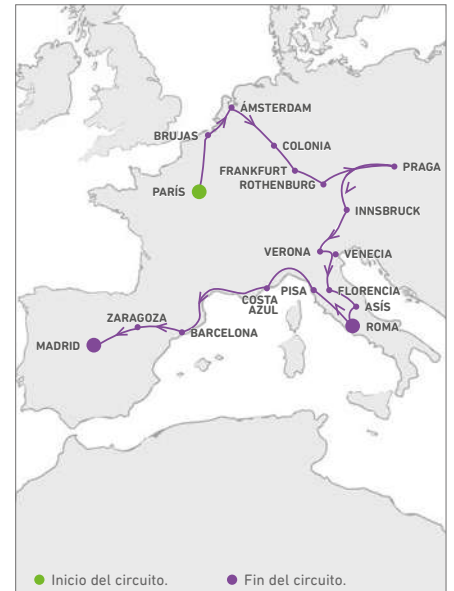 ÁMSTERDAM
BRUJAS
COLONIA
FRANKFURT
ROTHENBURG
PRAGA
PARÍS
INNSBRUCK
VERONA
VENECIA
PISA
FLORENCIA
COSTA
AZUL
ASÍS
ROMA
ZARAGOZA
BARCELONA
MADRID
Inicio del circuito.
Fin del circuito.